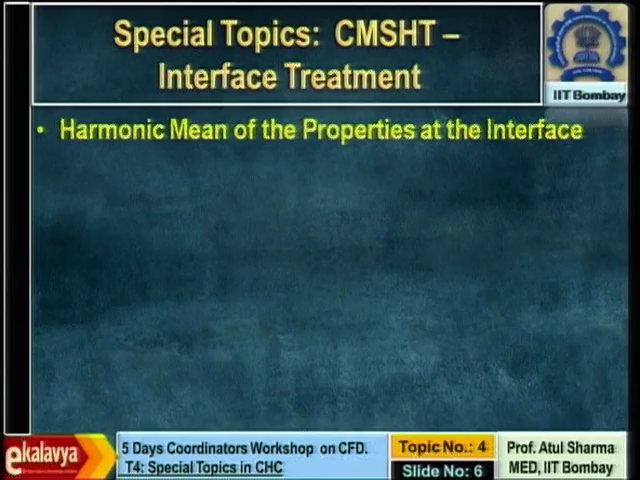 Special Topics: CMSHT –
Interface Treatment
IIT Bombay
• Harmonic Mean of the Properties at the Interface
ekalavya
5 Days Coordinators Workshop on CFD.
T4: Special Topics in CHC
Topic No.: 4
Slide No: 6
Prof. Atul Sharma
MED, IIT Bombay